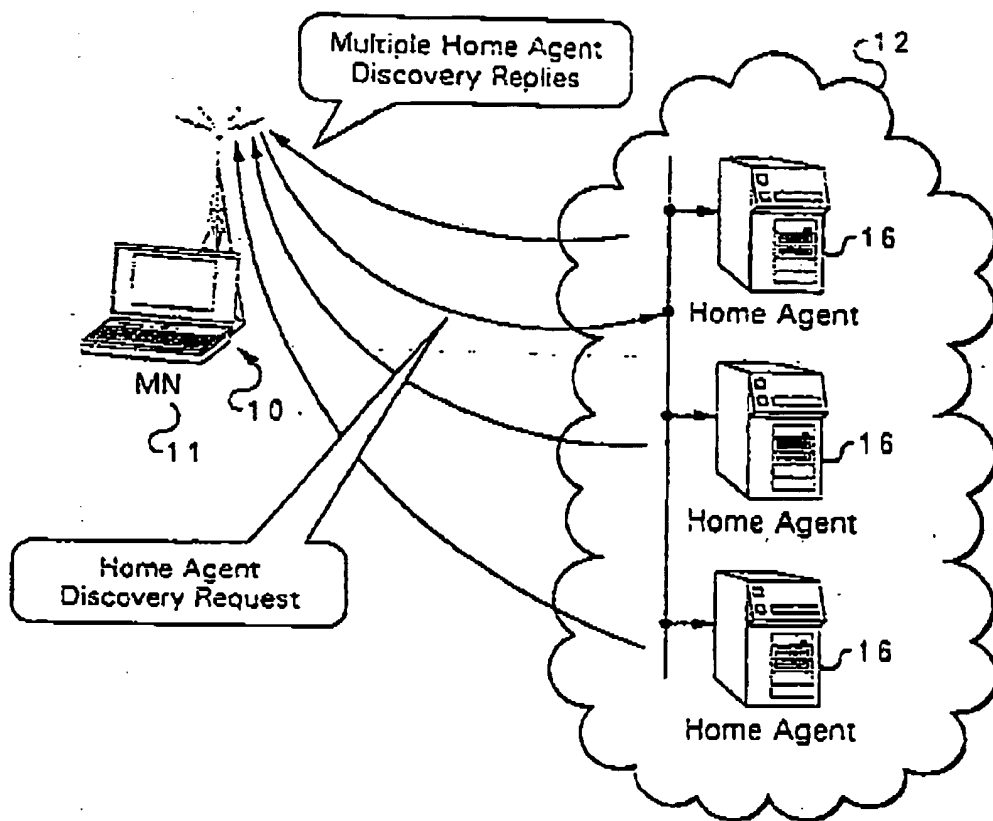 Multiple Home Agent
Discovery Replies
12
16
Home Agent
MN
10
11
16
Home Agent
Home Agent
Discovery Request
16
Home Agent